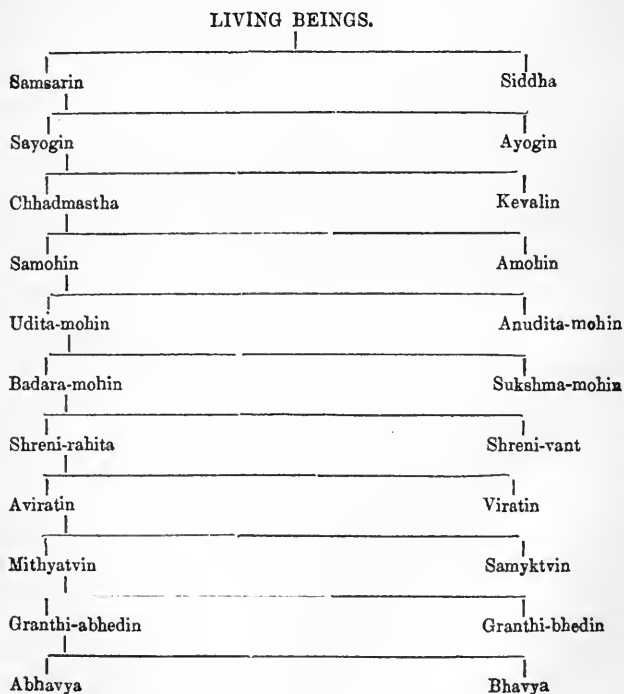 LIVING BEINGS.
Samsarin Siddha
Sayogin Ayogin
Chhadmastha Kevalin
Samohin Amohin
Udita-mohin Anudita-mohin
Badara-mohin Sukshma-mohin
Shreni-rahita Shreni-vant
Aviratin Viratin
Mithyatvin Samyktvin
Granthi-abhedin Granthi-bhedin
Abhavya Bhavya